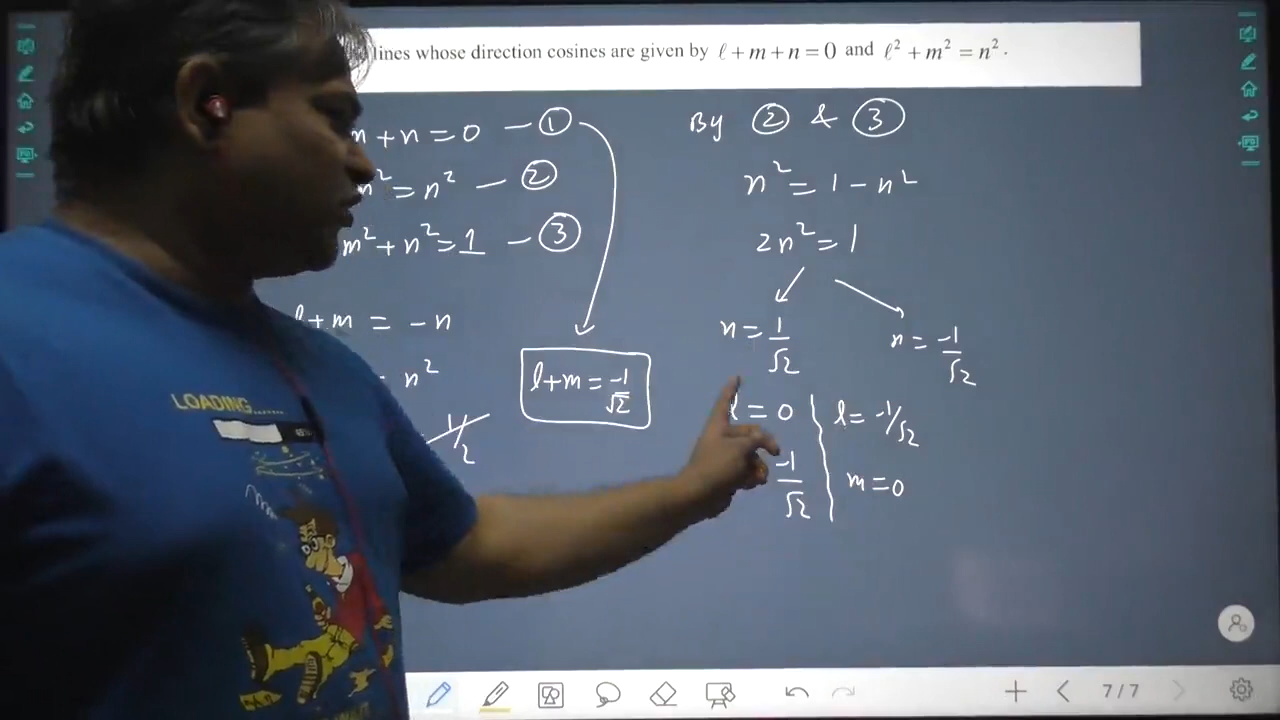 lines whose direction cosines are given by ℓ + m + n = 0 and ℓ² + m² = n².
m + n = 0 — ①
m² = n² — ②
m² + n² = 1 — ③
l + m = -n
n²
1/2
l + m = -1/√2
By ② & ③
n² = 1 - n²
2n² = 1
n = 1/√2
n = -1/√2
l = 0
l = -1/√2
-1/√2
m = 0
LOADING......
7/7